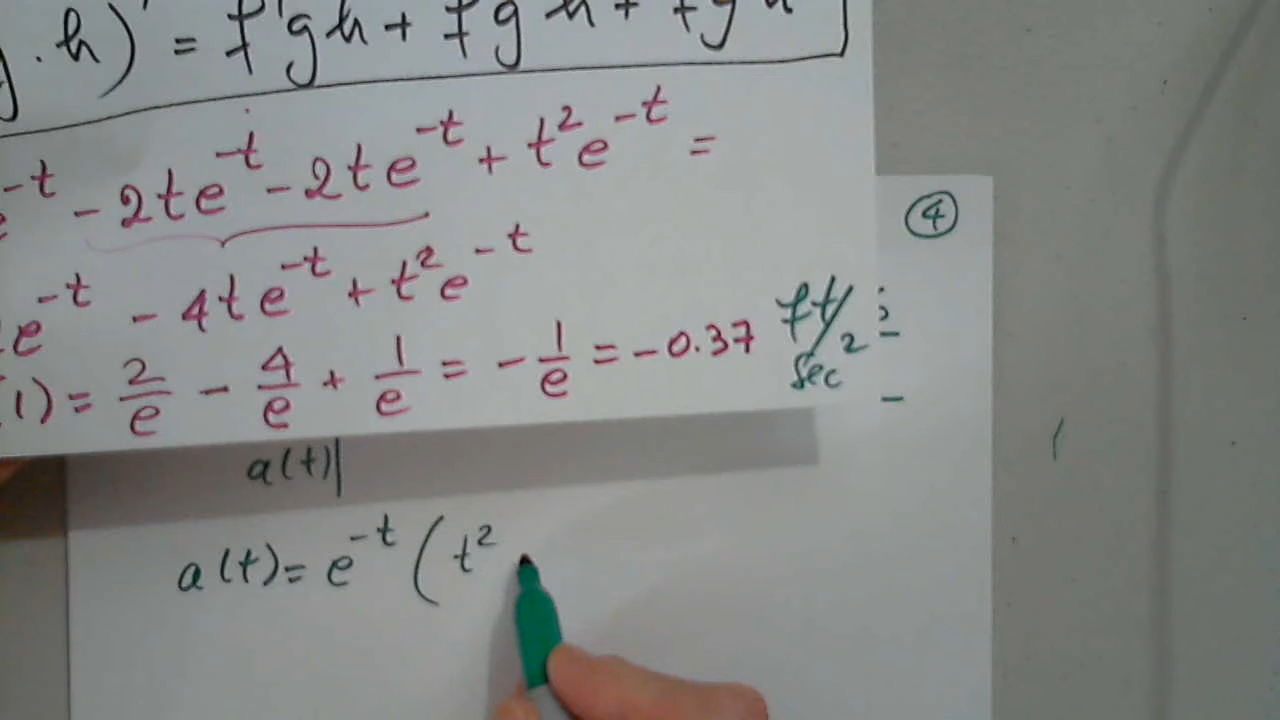 g.h)' = f'gh + fg'h + fgh'
e^{-t} - 2te^{-t} - 2te^{-t} + t²e^{-t} =
e^{-t} - 4te^{-t} + t²e^{-t}
(1) = 2/e - 4/e + 1/e = - 1/e = -0.37 ft/sec² ;
④
a(t)|
a(t) = e^{-t} ( t²